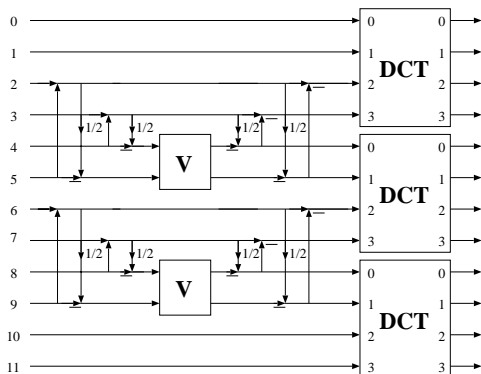 0 0 0
1 1 DCT 1
2 2 2
3 3 3
1/2 1/2 1/2 1/2
4 V 0 0
5 1 DCT 1
6 2 2
7 3 3
1/2 1/2 1/2 1/2
8 V 0 0
9 1 DCT 1
10 2 2
11 3 3